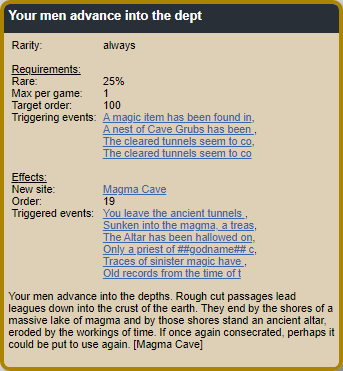 Your men advance into the dept
Rarity: always
Requirements:
Rare: 25%
Max per game: 1
Target order: 100
Triggering events: A magic item has been found in,
A nest of Cave Grubs has been ,
The cleared tunnels seem to co,
The cleared tunnels seem to co
Effects:
New site: Magma Cave
Order: 19
Triggered events: You leave the ancient tunnels ,
Sunken into the magma, a treas,
The Altar has been hallowed on,
Only a priest of ##godname## c,
Traces of sinister magic have ,
Old records from the time of t
Your men advance into the depths. Rough cut passages lead
leagues down into the crust of the earth. They end by the shores of a
massive lake of magma and by those shores stand an ancient altar,
eroded by the workings of time. If once again consecrated, perhaps it
could be put to use again. [Magma Cave]